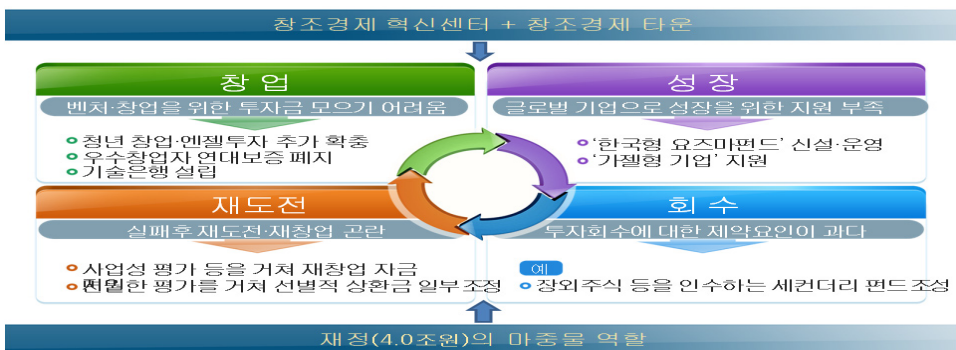 창조경제 혁신센터 + 창조경제 타운
창업
벤처·창업을 위한 투자금 모으기 어려움
청년 창업·엔젤투자 추가 확충
우수창업자 연대보증 폐지
기술은행 설립
성장
글로벌 기업으로 성장을 위한 지원 부족
‘한국형 요즈마펀드’ 신설·운영
‘가젤형 기업’ 지원
재도전
실패후 재도전·재창업 곤란
사업성 평가 등을 거쳐 재창업 자금
평가를 거쳐 선별적 상환금 일부조정
회수
투자회수에 대한 제약요인이 과다
예
장외주식 등을 인수하는 세컨더리 펀드조성
재정(4.0조원)의 마중물 역할